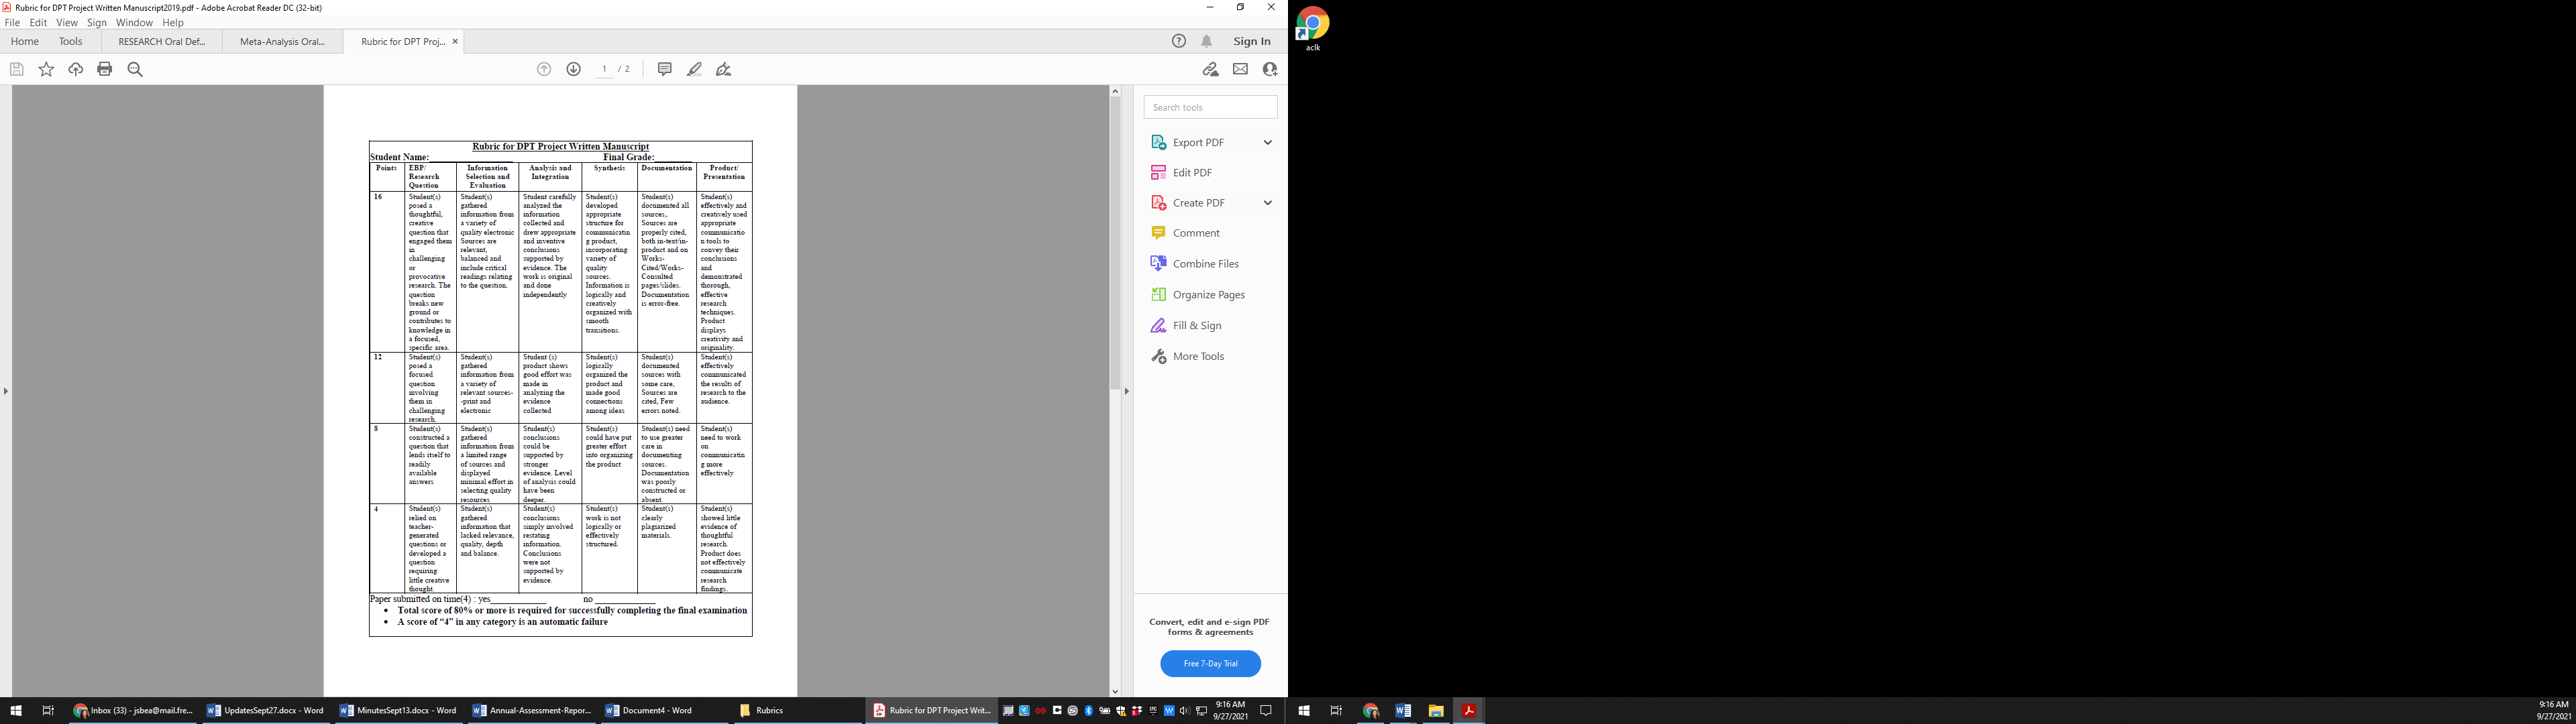 Rubric for DPT Project Written Manuscript2019.pdf - Adobe Acrobat Reader DC (32-bit)
File Edit View Sign Window Help
Home Tools RESEARCH Oral Def... Meta-Analysis Oral... Rubric for DPT Proj... × Sign In
1 / 2
aclk
Search tools
Export PDF
Edit PDF
Create PDF
Comment
Combine Files
Organize Pages
Fill & Sign
More Tools
Convert, edit and e-sign PDF
forms & agreements
Free 7-Day Trial
Rubric for DPT Project Written Manuscript
Student Name: Final Grade:
Points
EBP/
Research
Question
Information
Selection and
Evaluation
Analysis and
Integration
Synthesis
Documentation
Product/
Presentation
16
Student(s)
posed a
thoughtful,
creative
question that
engaged them
in
challenging
or
provocative
research. The
question
breaks new
ground or
contributes to
knowledge in
a focused,
specific area.
Student(s)
gathered
information from
a variety of
quality electronic
Sources are
relevant,
balanced and
include critical
readings relating
to the question.
Student carefully
analyzed the
information
collected and
drew appropriate
and inventive
conclusions
supported by
evidence. The
work is original
and done
independently
Student(s)
developed
appropriate
structure for
communicatin
g product,
incorporating
variety of
quality
sources.
Information is
logically and
creatively
organized with
smooth
transitions.
Student(s)
documented all
sources,.
Sources are
properly cited,
both in-text/in-
product and on
Works-
Cited/Works-
Consulted
pages/slides.
Documentation
is error-free.
Student(s)
effectively and
creatively used
appropriate
communicatio
n tools to
convey their
conclusions
and
demonstrated
thorough,
effective
research
techniques.
Product
displays
creativity and
originality.
12
Student(s)
posed a
focused
question
involving
them in
challenging
research.
Student(s)
gathered
information from
a variety of
relevant sources-
-print and
electronic
Student (s)
product shows
good effort was
made in
analyzing the
evidence
collected
Student(s)
logically
organized the
product and
made good
connections
among ideas
Student(s)
documented
sources with
some care,
Sources are
cited, Few
errors noted.
Student(s)
effectively
communicated
the results of
research to the
audience.
8
Student(s)
constructed a
question that
lends itself to
readily
available
answers
Student(s)
gathered
information from
a limited range
of sources and
displayed
minimal effort in
selecting quality
resources
Student(s)
conclusions
could be
supported by
stronger
evidence. Level
of analysis could
have been
deeper.
Student(s)
could have put
greater effort
into organizing
the product
Student(s) need
to use greater
care in
documenting
sources.
Documentation
was poorly
constructed or
absent.
Student(s)
need to work
on
communicatin
g more
effectively
4
Student(s)
relied on
teacher-
generated
questions or
developed a
question
requiring
little creative
thought.
Student(s)
gathered
information that
lacked relevance,
quality, depth
and balance.
Student(s)
conclusions
simply involved
restating
information.
Conclusions
were not
supported by
evidence.
Student(s)
work is not
logically or
effectively
structured.
Student(s)
clearly
plagiarized
materials.
Student(s)
showed little
evidence of
thoughtful
research.
Product does
not effectively
communicate
research
findings.
Paper submitted on time(4) : yes____________ no _____________
• Total score of 80% or more is required for successfully completing the final examination
• A score of “4” in any category is an automatic failure
Inbox (33) - jsbea@mail.fre... UpdatesSept27.docx - Word MinutesSept13.docx - Word Annual-Assessment-Repor... Document4 - Word Rubrics Rubric for DPT Project Writ...
9:16 AM
9/27/2021
9:16 AM
9/27/2021